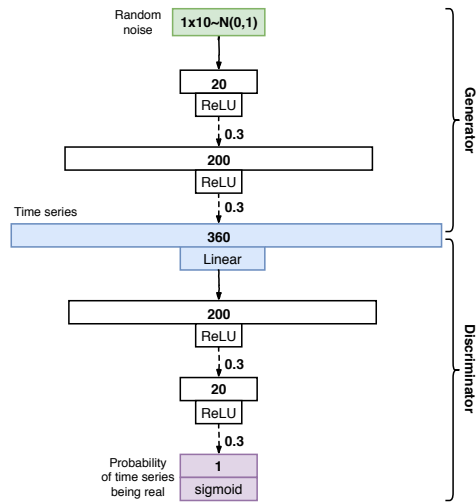 Random
noise
1x10~N(0,1)
20
ReLU
0.3
200
ReLU
0.3
Generator
Time series
360
Linear
200
ReLU
0.3
20
ReLU
0.3
Discriminator
Probability
of time series
being real
1
sigmoid